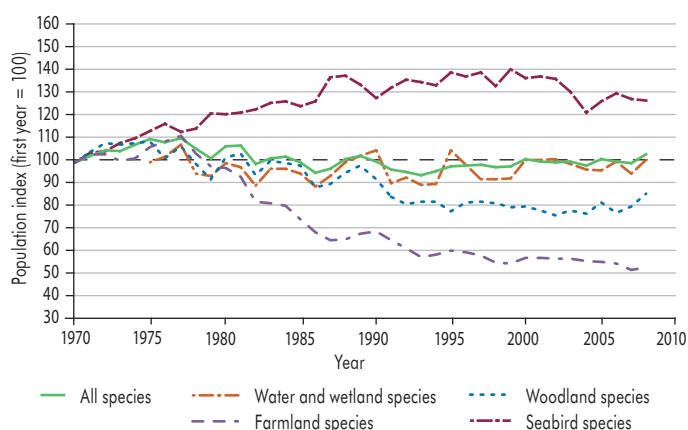 Population index (first year = 100)
160
150
140
130
120
110
100
90
80
70
60
50
40
30
1970 1975 1980 1985 1990 1995 2000 2005 2010
Year
All species Water and wetland species Woodland species
Farmland species Seabird species